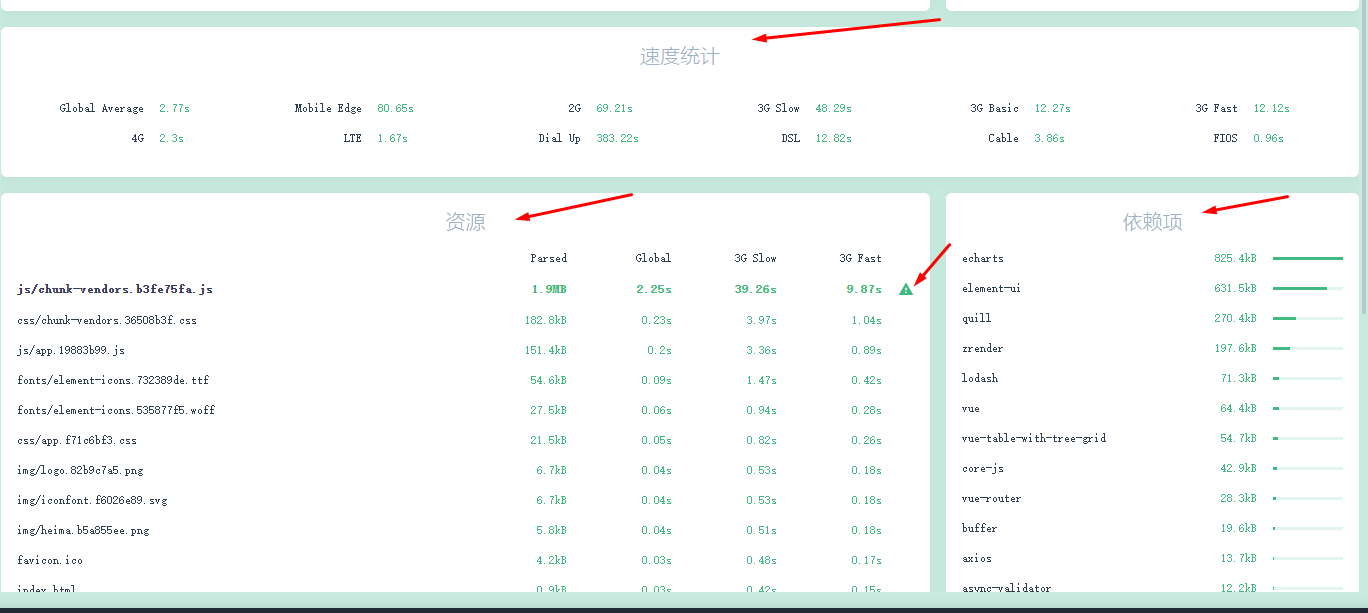 速度统计
Global Average 2.77s Mobile Edge 80.65s 2G 69.21s 3G Slow 48.29s 3G Basic 12.27s 3G Fast 12.12s
4G 2.3s LTE 1.67s Dial Up 383.22s DSL 12.82s Cable 3.86s FIOS 0.96s
资源
Parsed Global 3G Slow 3G Fast
js/chunk-vendors.b3fe75fa.js 1.9MB 2.25s 39.26s 9.87s
css/chunk-vendors.36508b3f.css 182.8kB 0.23s 3.97s 1.04s
js/app.19883b99.js 151.4kB 0.2s 3.36s 0.89s
fonts/element-icons.732389de.ttf 54.6kB 0.09s 1.47s 0.42s
fonts/element-icons.535877f5.woff 27.5kB 0.06s 0.94s 0.28s
css/app.f71c6bf3.css 21.5kB 0.05s 0.82s 0.26s
img/logo.82b9c7a5.png 6.7kB 0.04s 0.53s 0.18s
img/iconfont.f6026e89.svg 6.7kB 0.04s 0.53s 0.18s
img/heima.b5a855ee.png 5.8kB 0.04s 0.51s 0.18s
favicon.ico 4.2kB 0.03s 0.48s 0.17s
index.html 0.9kB 0.03s 0.42s 0.15s
依赖项
echarts 825.4kB
element-ui 631.5kB
quill 270.4kB
zrender 197.6kB
lodash 71.3kB
vue 64.4kB
vue-table-with-tree-grid 54.7kB
core-js 42.9kB
vue-router 28.3kB
buffer 19.6kB
axios 13.7kB
async-validator 12.2kB